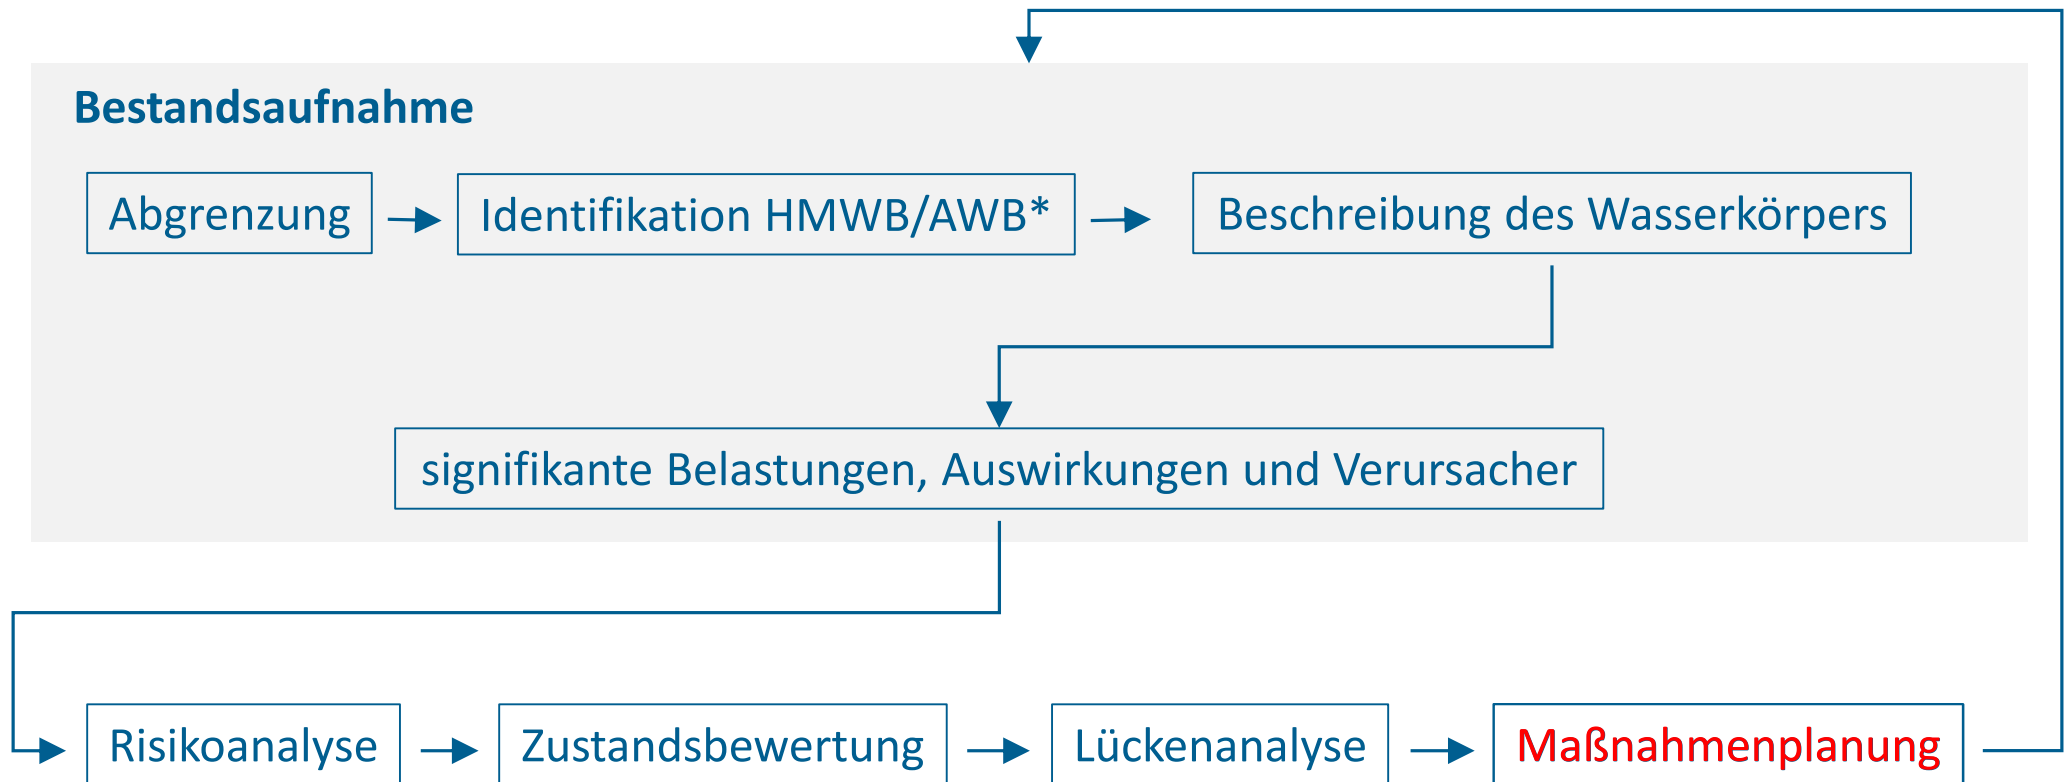 Bestandsaufnahme
Abgrenzung
Identifikation HMWB/AWB*
Beschreibung des Wasserkörpers
signifikante Belastungen, Auswirkungen und Verursacher
Risikoanalyse
Zustandsbewertung
Lückenanalyse
Maßnahmenplanung